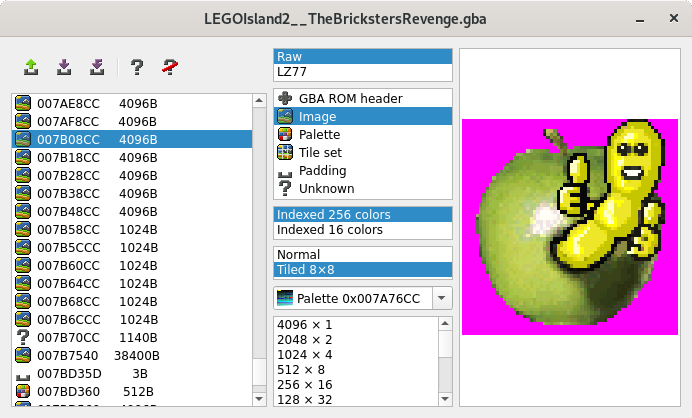 LEGOIsland2__TheBrickstersRevenge.gba
007AE8CC 4096B
007AF8CC 4096B
007B08CC 4096B
007B18CC 4096B
007B28CC 4096B
007B38CC 4096B
007B48CC 4096B
007B58CC 1024B
007B5CCC 1024B
007B60CC 1024B
007B64CC 1024B
007B68CC 1024B
007B6CCC 1024B
007B70CC 1140B
007B7540 38400B
007BD35D 3B
007BD360 512B
Raw
LZ77
GBA ROM header
Image
Palette
Tile set
Padding
Unknown
Indexed 256 colors
Indexed 16 colors
Normal
Tiled 8×8
Palette 0x007A76CC
4096 × 1
2048 × 2
1024 × 4
512 × 8
256 × 16
128 × 32